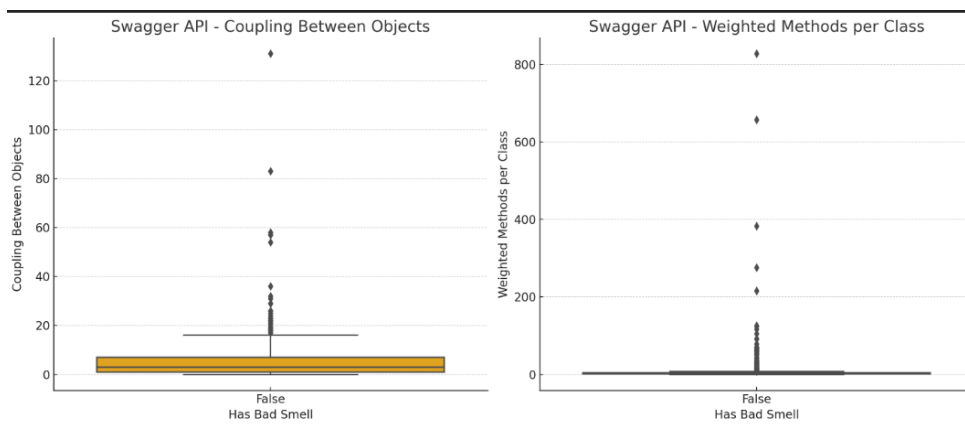 Swagger API - Coupling Between Objects
Coupling Between Objects
120
100
80
60
40
20
0
False
Has Bad Smell
Swagger API - Weighted Methods per Class
Weighted Methods per Class
800
600
400
200
0
False
Has Bad Smell